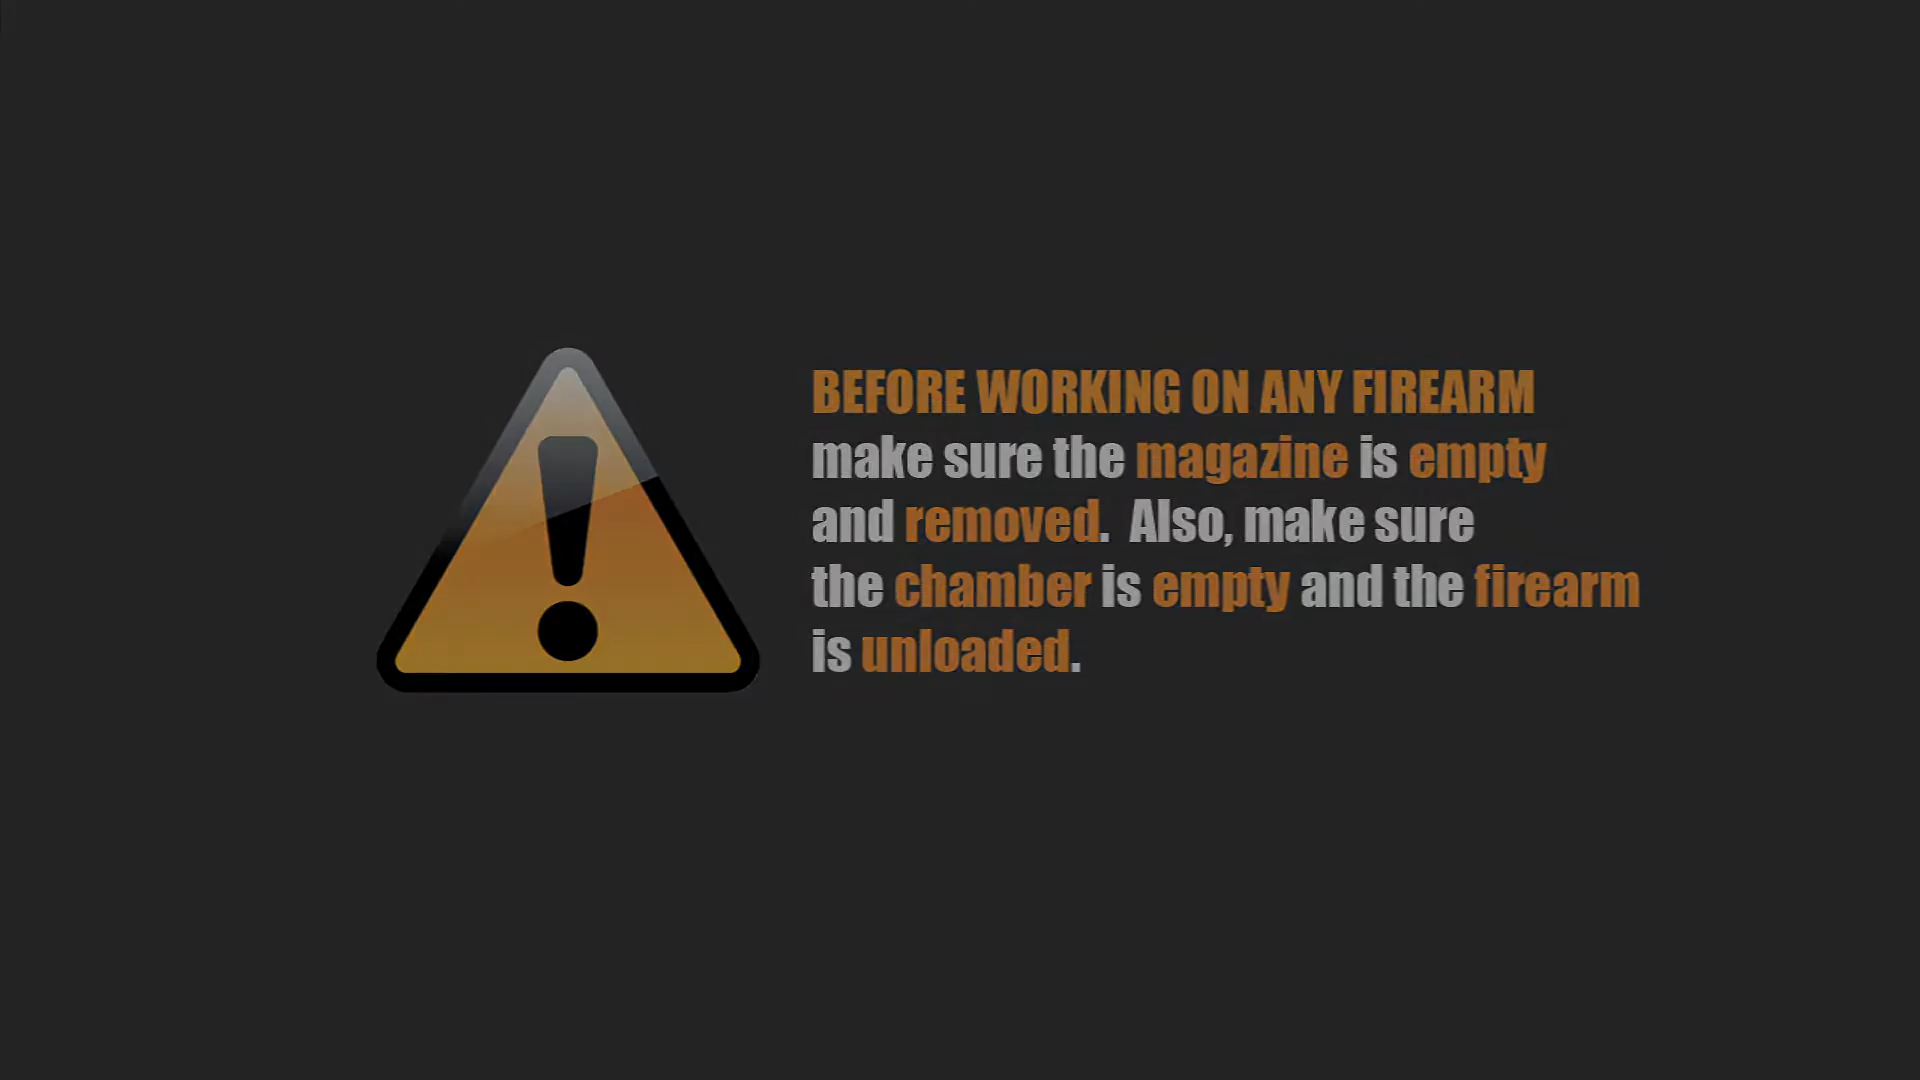 BEFORE WORKING ON ANY FIREARM
make sure the magazine is empty
and removed.  Also, make sure
the chamber is empty and the firearm
is unloaded.